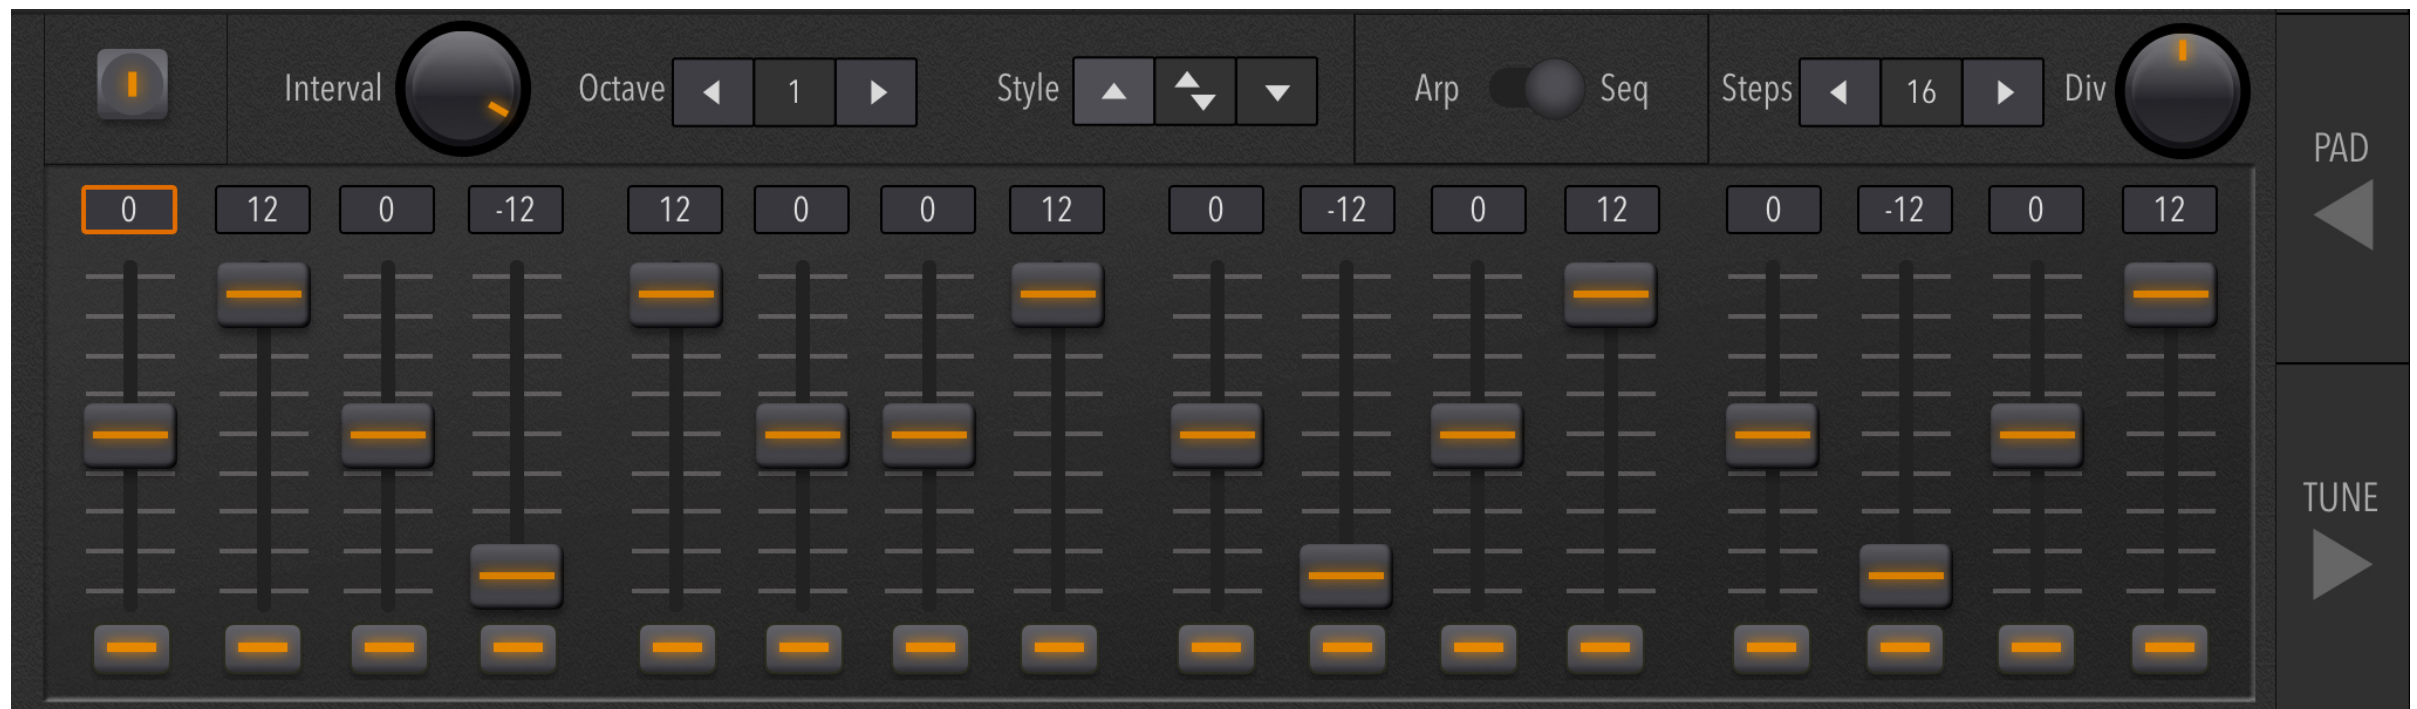 Interval Octave 1 Style Arp Seq Steps 16 Div
0 12 0 -12 12 0 0 12 0 -12 0 12 0 -12 0 12
PAD
TUNE